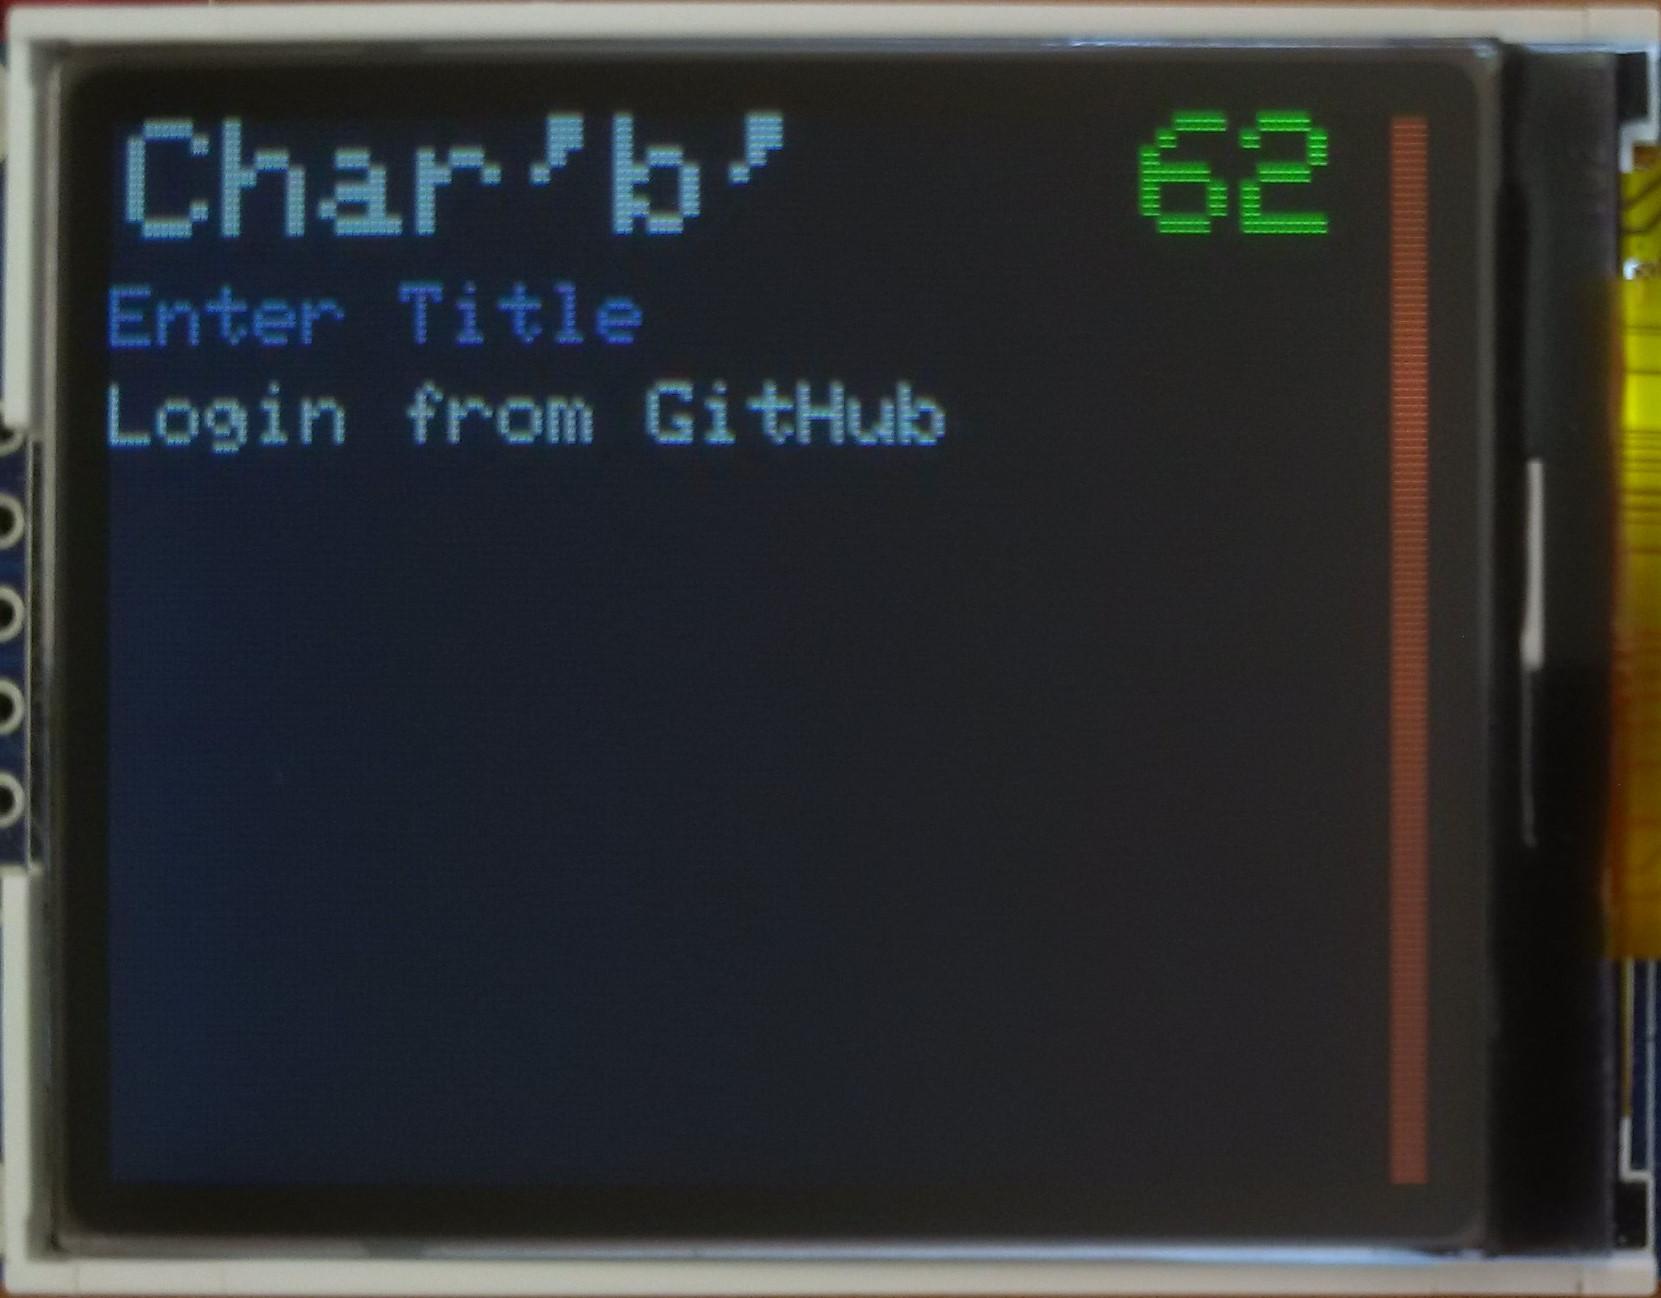 Char'b' 62
Enter Title
Login from GitHub